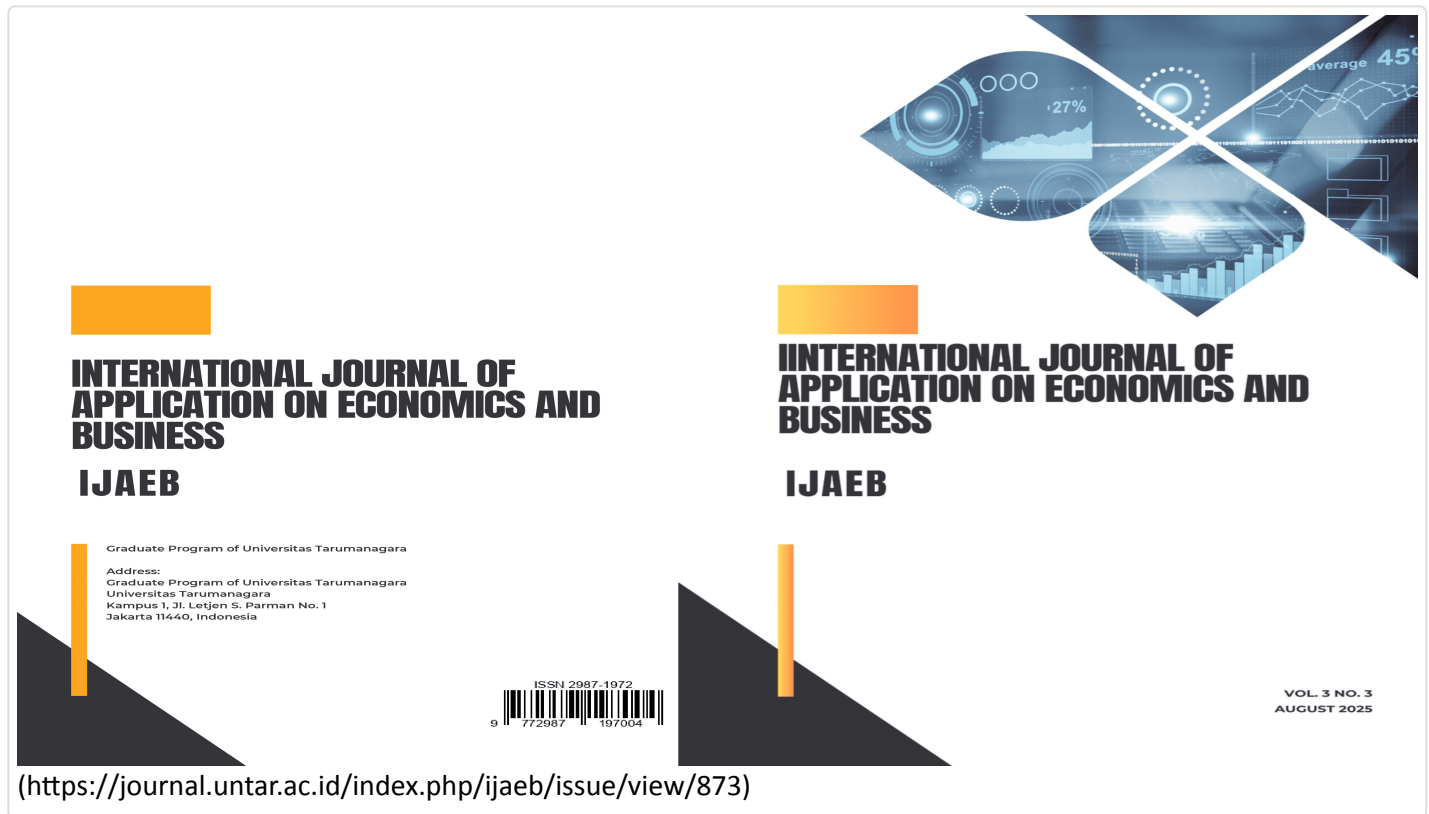 INTERNATIONAL JOURNAL OF
APPLICATION ON ECONOMICS AND
BUSINESS
IJAEB
Graduate Program of Universitas Tarumanagara
Address:
Graduate Program of Universitas Tarumanagara
Universitas Tarumanagara
Kampus 1, Jl. Letjen S. Parman No. 1
Jakarta 11440, Indonesia
ISSN 2987-1972
9 772987 197004
27%
average 45
IINTERNATIONAL JOURNAL OF
APPLICATION ON ECONOMICS AND
BUSINESS
IJAEB
VOL. 3 NO. 3
AUGUST 2025
(https://journal.untar.ac.id/index.php/ijaeb/issue/view/873)